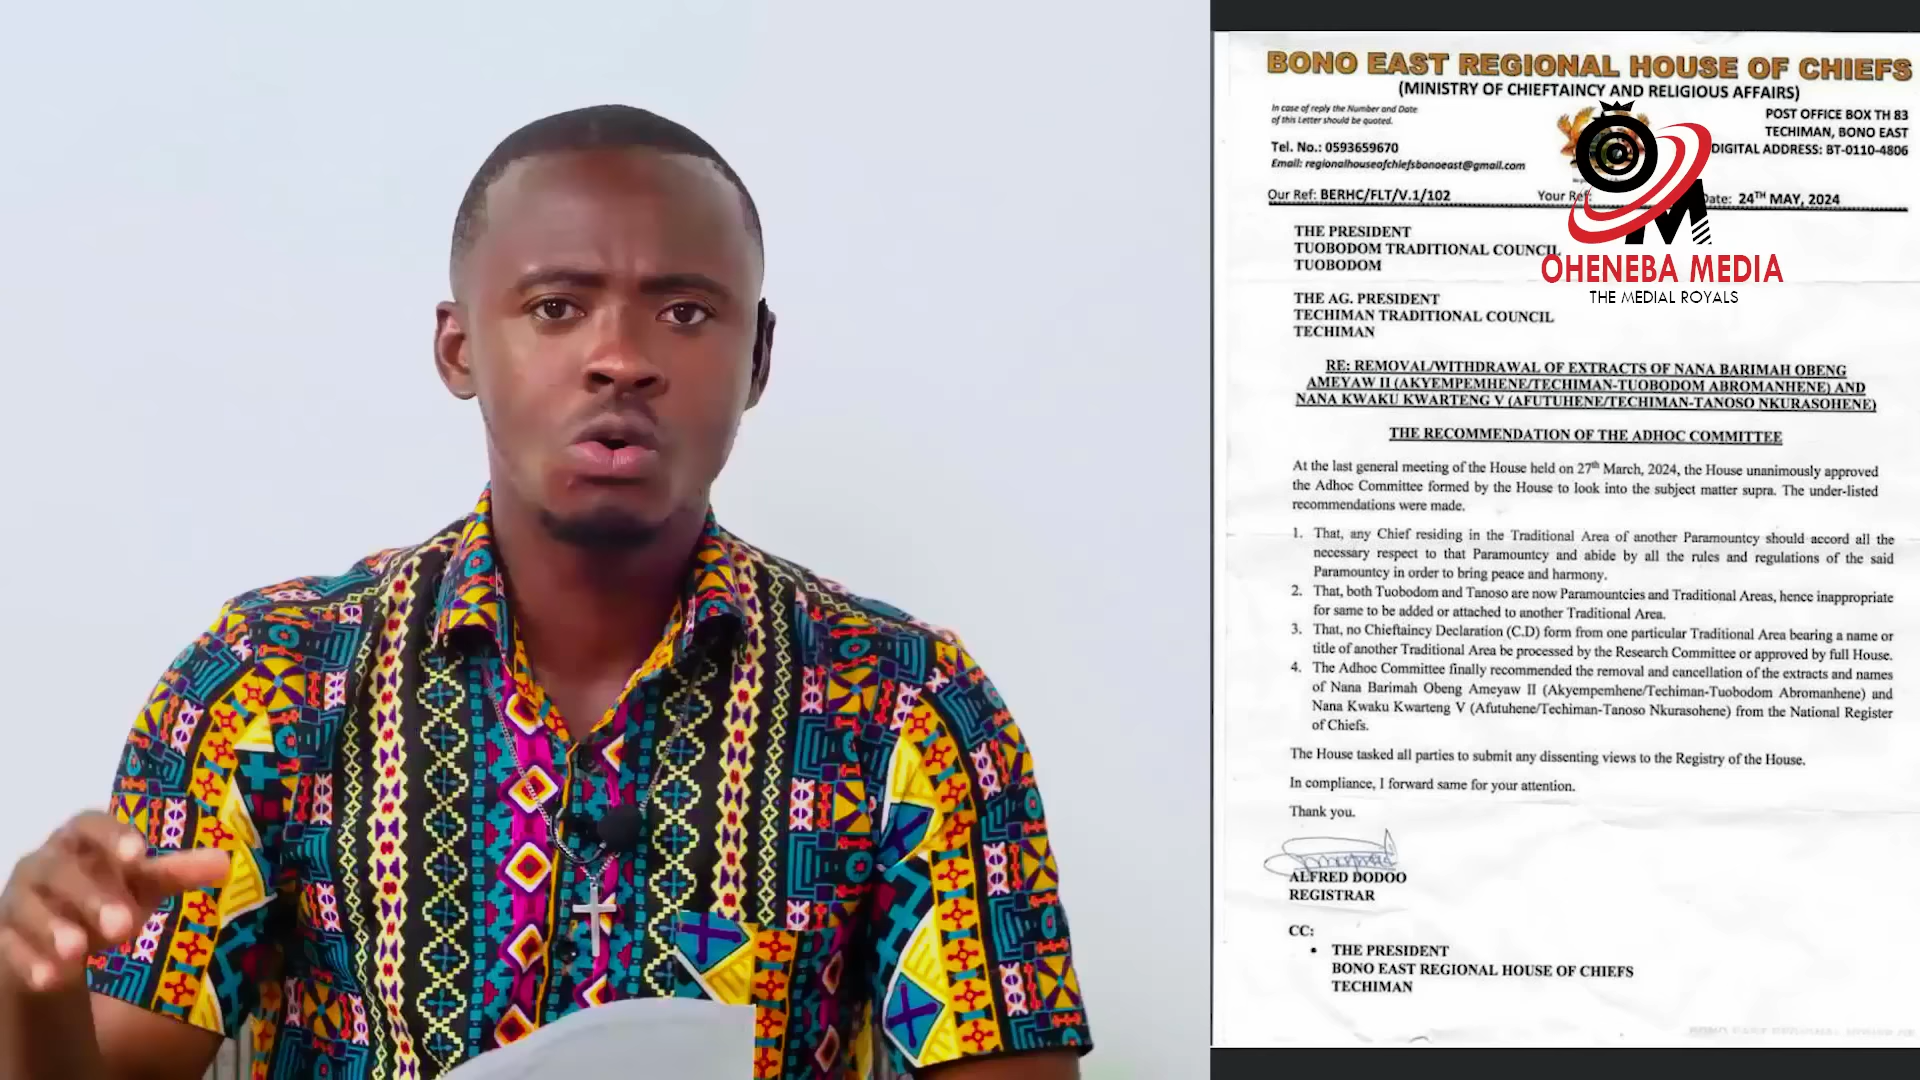 BONO EAST REGIONAL HOUSE OF CHIEFS
(MINISTRY OF CHIEFTAINCY AND RELIGIOUS AFFAIRS)
In case of reply the Number and Date
of this Letter should be quoted.
POST OFFICE BOX TH 83
TECHIMAN, BONO EAST
DIGITAL ADDRESS: BT-0110-4806
Tel. No.: 0593659670
Email: regionalhouseofchiefsbonoeast@gmail.com
Our Ref: BERHC/FLT/V.1/102 Your Ref: Date: 24TH MAY, 2024
M
OHENEBA MEDIA
THE MEDIAL ROYALS
THE PRESIDENT
TUOBODOM TRADITIONAL COUNCIL
TUOBODOM
THE AG. PRESIDENT
TECHIMAN TRADITIONAL COUNCIL
TECHIMAN
RE: REMOVAL/WITHDRAWAL OF EXTRACTS OF NANA BARIMAH OBENG
AMEYAW II (AKYEMPEMHENE/TECHIMAN-TUOBODOM ABROMANHENE) AND
NANA KWAKU KWARTENG V (AFUTUHENE/TECHIMAN-TANOSO NKURASOHENE)
THE RECOMMENDATION OF THE ADHOC COMMITTEE
At the last general meeting of the House held on 27th March, 2024, the House unanimously approved
the Adhoc Committee formed by the House to look into the subject matter supra. The under-listed
recommendations were made.
1. That, any Chief residing in the Traditional Area of another Paramountcy should accord all the
necessary respect to that Paramountcy and abide by all the rules and regulations of the said
Paramountcy in order to bring peace and harmony.
2. That, both Tuobodom and Tanoso are now Paramountcies and Traditional Areas, hence inappropriate
for same to be added or attached to another Traditional Area.
3. That, no Chieftaincy Declaration (C.D) form from one particular Traditional Area bearing a name or
title of another Traditional Area be processed by the Research Committee or approved by full House.
4. The Adhoc Committee finally recommended the removal and cancellation of the extracts and names
of Nana Barimah Obeng Ameyaw II (Akyempemhene/Techiman-Tuobodom Abromanhene) and
Nana Kwaku Kwarteng V (Afutuhene/Techiman-Tanoso Nkurasohene) from the National Register
of Chiefs.
The House tasked all parties to submit any dissenting views to the Registry of the House.
In compliance, I forward same for your attention.
Thank you.
ALFRED DODOO
REGISTRAR
CC:
• THE PRESIDENT
BONO EAST REGIONAL HOUSE OF CHIEFS
TECHIMAN